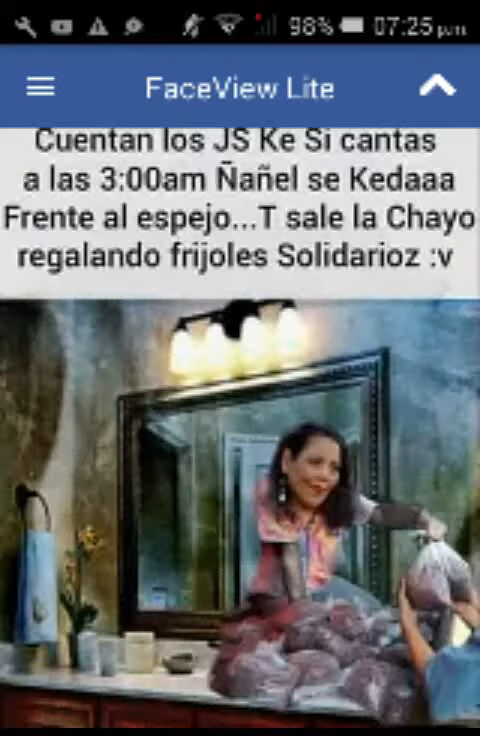 98% 07:25 p.m.
FaceView Lite
Cuentan los JS Ke Si cantas
a las 3:00am Ñañel se Kedaaa
Frente al espejo...T sale la Chayo
regalando frijoles Solidarioz :v